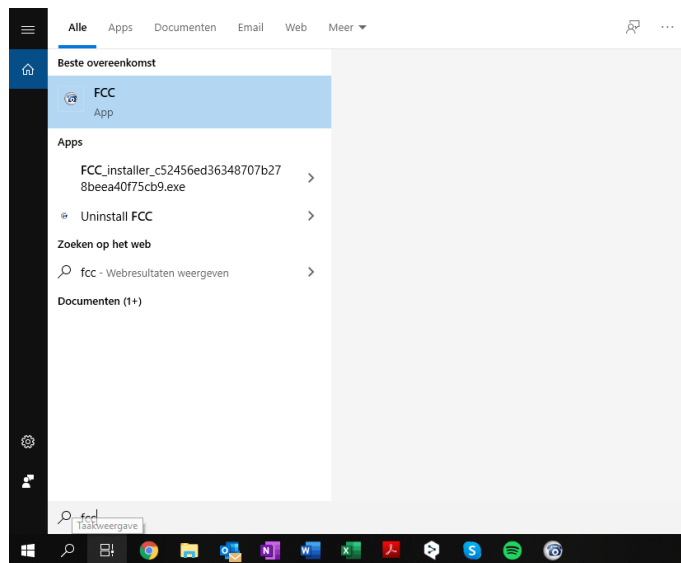 Alle Apps Documenten Email Web Meer
Beste overeenkomst
FCC
App
Apps
FCC_installer_c52456ed36348707b27
8beea40f75cb9.exe
Uninstall FCC
Zoeken op het web
fcc - Webresultaten weergeven
Documenten (1+)
fcc
Taakweergave